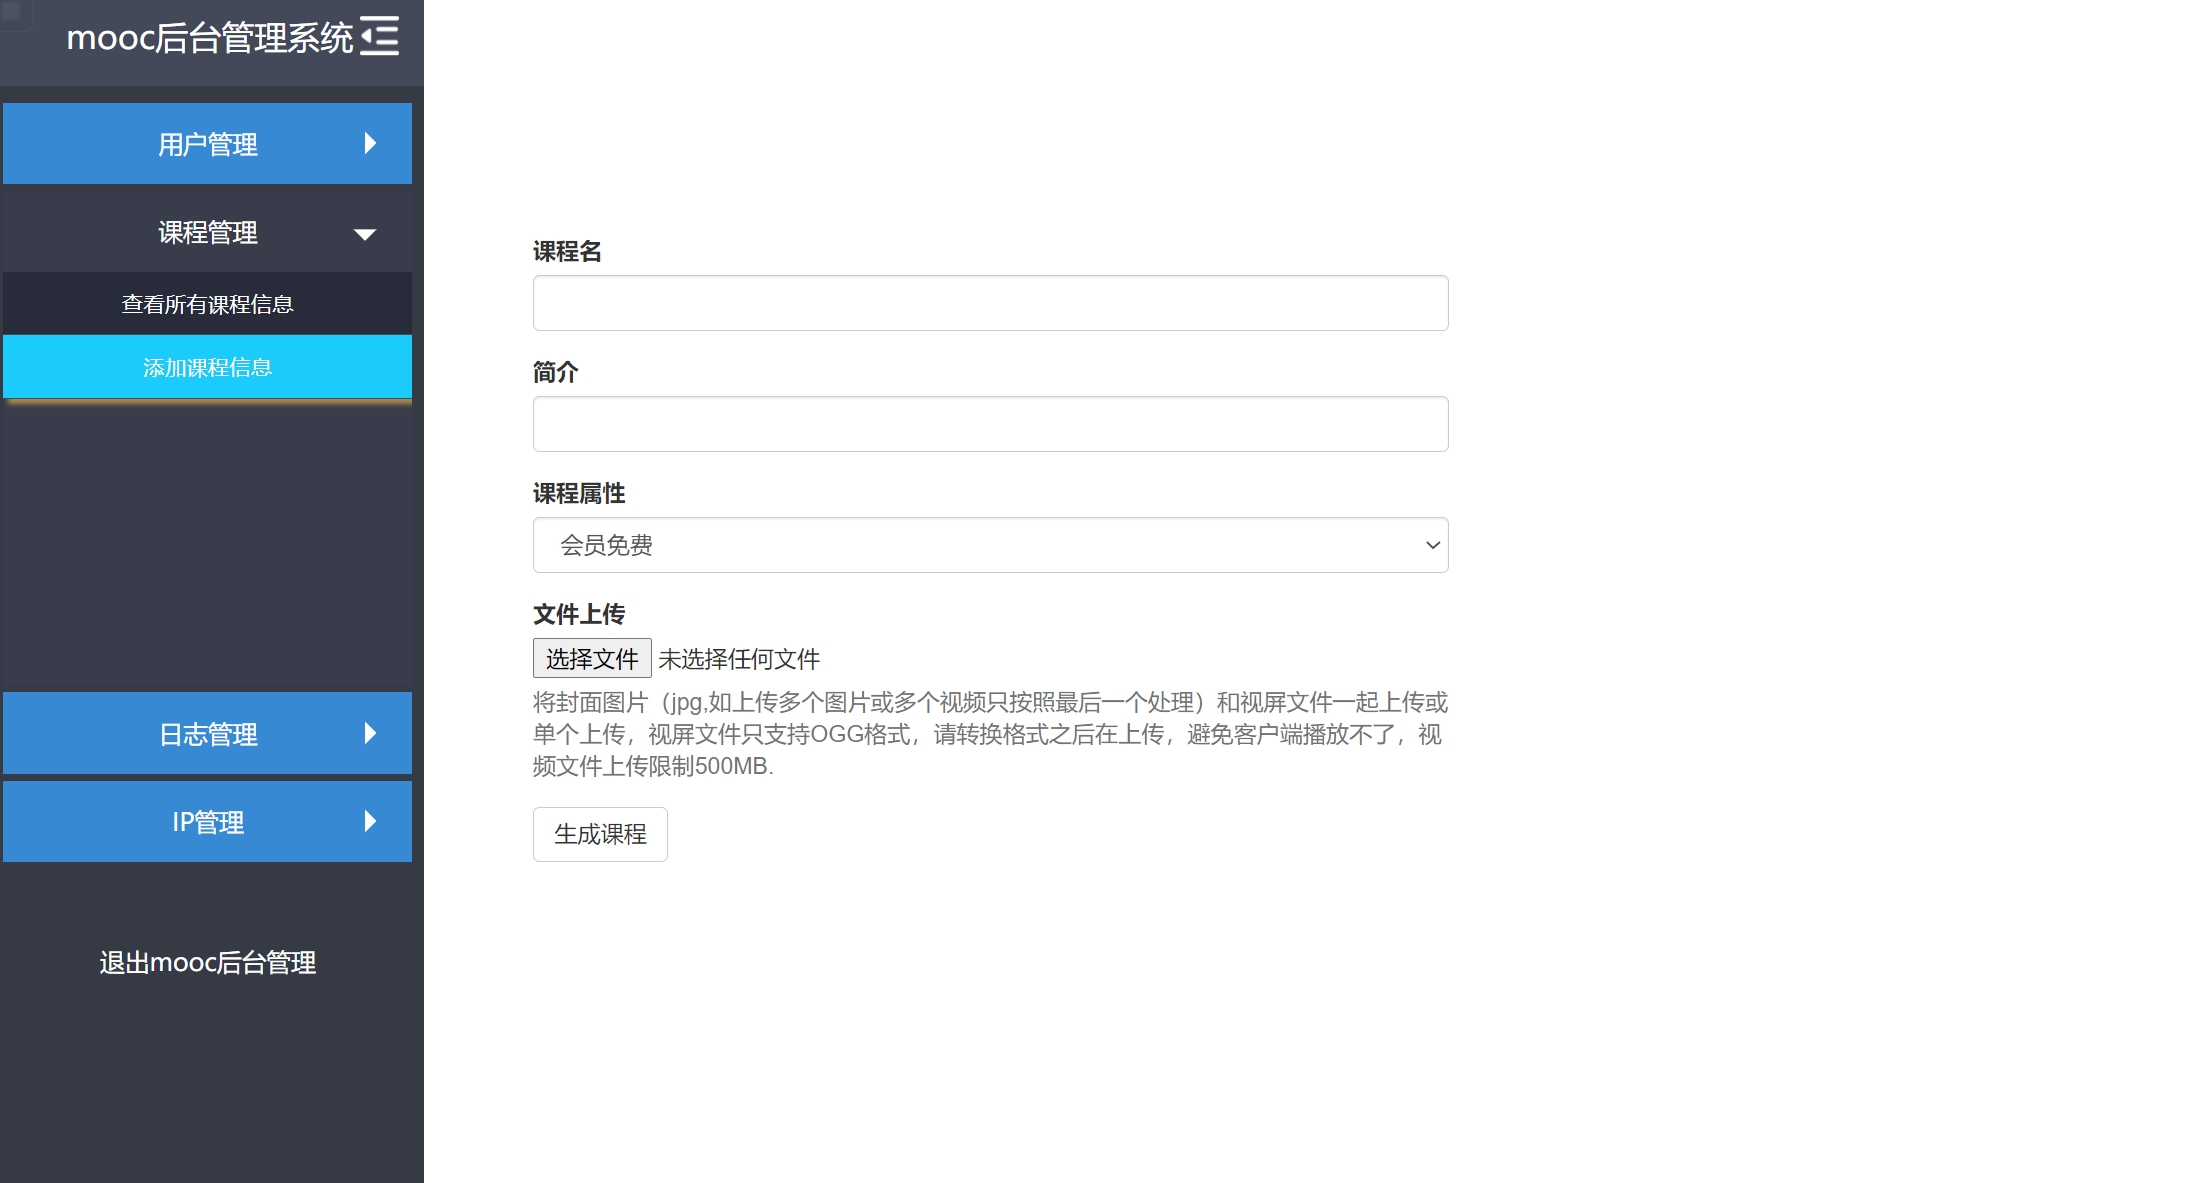 mooc后台管理系统
用户管理
课程管理
查看所有课程信息
添加课程信息
日志管理
IP管理
退出mooc后台管理
课程名
简介
课程属性
会员免费
文件上传
选择文件 未选择任何文件
将封面图片（jpg,如上传多个图片或多个视频只按照最后一个处理）和视屏文件一起上传或
单个上传，视屏文件只支持OGG格式，请转换格式之后在上传，避免客户端播放不了，视
频文件上传限制500MB.
生成课程